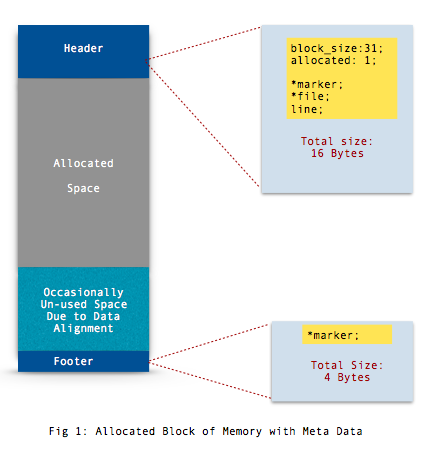 Header
block_size:31;
allocated: 1;
*marker;
*file;
line;
Total size:
16 Bytes
Allocated
Space
Occasionally
Un-used Space
Due to Data
Alignment
Footer
*marker;
Total Size:
4 Bytes
Fig 1: Allocated Block of Memory with Meta Data